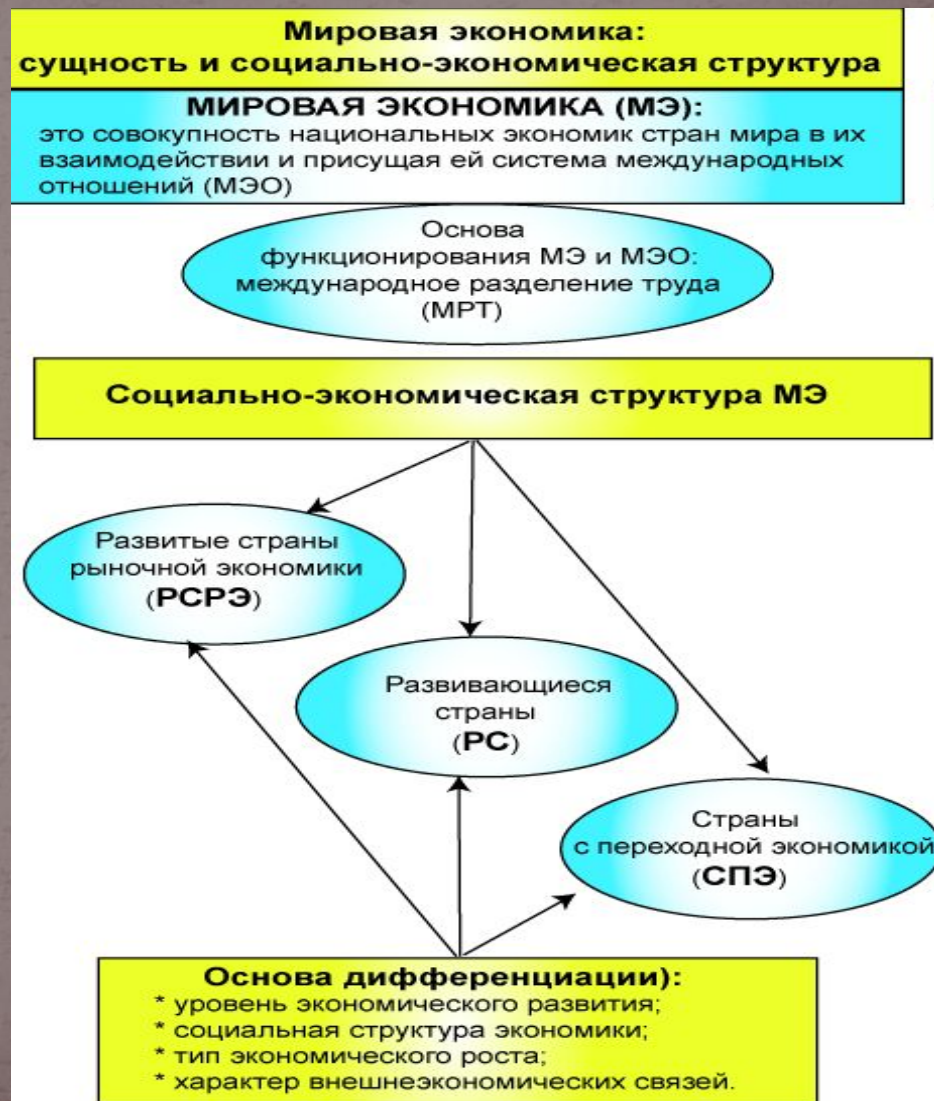 Мировая экономика:
сущность и социально-экономическая структура
МИРОВАЯ ЭКОНОМИКА (МЭ):
это совокупность национальных экономик стран мира в их
взаимодействии и присущая ей система международных
отношений (МЭО)
Основа
функционирования МЭ и МЭО:
международное разделение труда
(МРТ)
Социально-экономическая структура МЭ
Развитые страны
рыночной экономики
(РСРЭ)
Развивающиеся
страны
(РС)
Страны
с переходной экономикой
(СПЭ)
Основа дифференциации):
* уровень экономического развития;
* социальная структура экономики;
* тип экономического роста;
* характер внешнеэкономических связей.